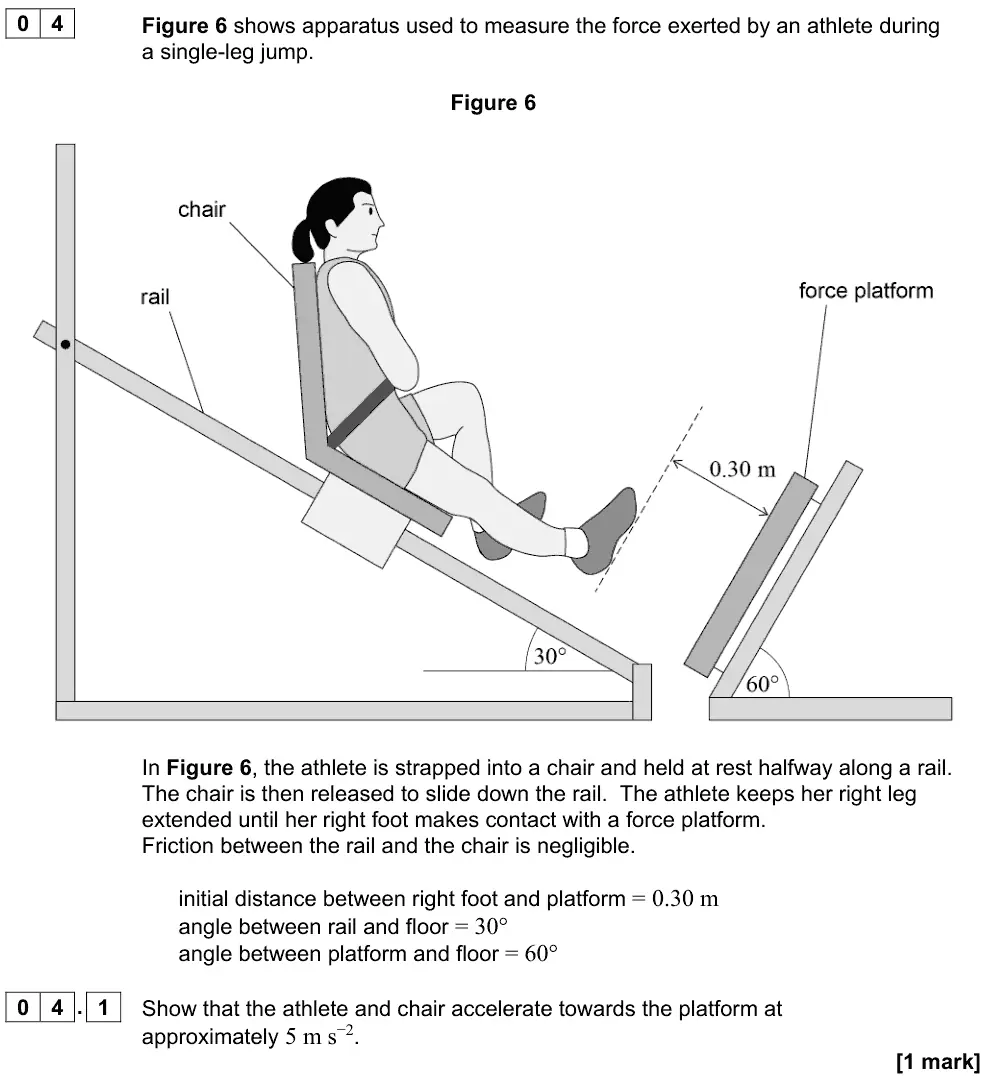 0 4 Figure 6 shows apparatus used to measure the force exerted by an athlete during
a single-leg jump.
Figure 6
chair
rail
force platform
0.30 m
30°
60°
In Figure 6, the athlete is strapped into a chair and held at rest halfway along a rail.
The chair is then released to slide down the rail. The athlete keeps her right leg
extended until her right foot makes contact with a force platform.
Friction between the rail and the chair is negligible.
initial distance between right foot and platform = 0.30 m
angle between rail and floor = 30°
angle between platform and floor = 60°
0 4 . 1 Show that the athlete and chair accelerate towards the platform at
approximately 5 m s⁻².
[1 mark]